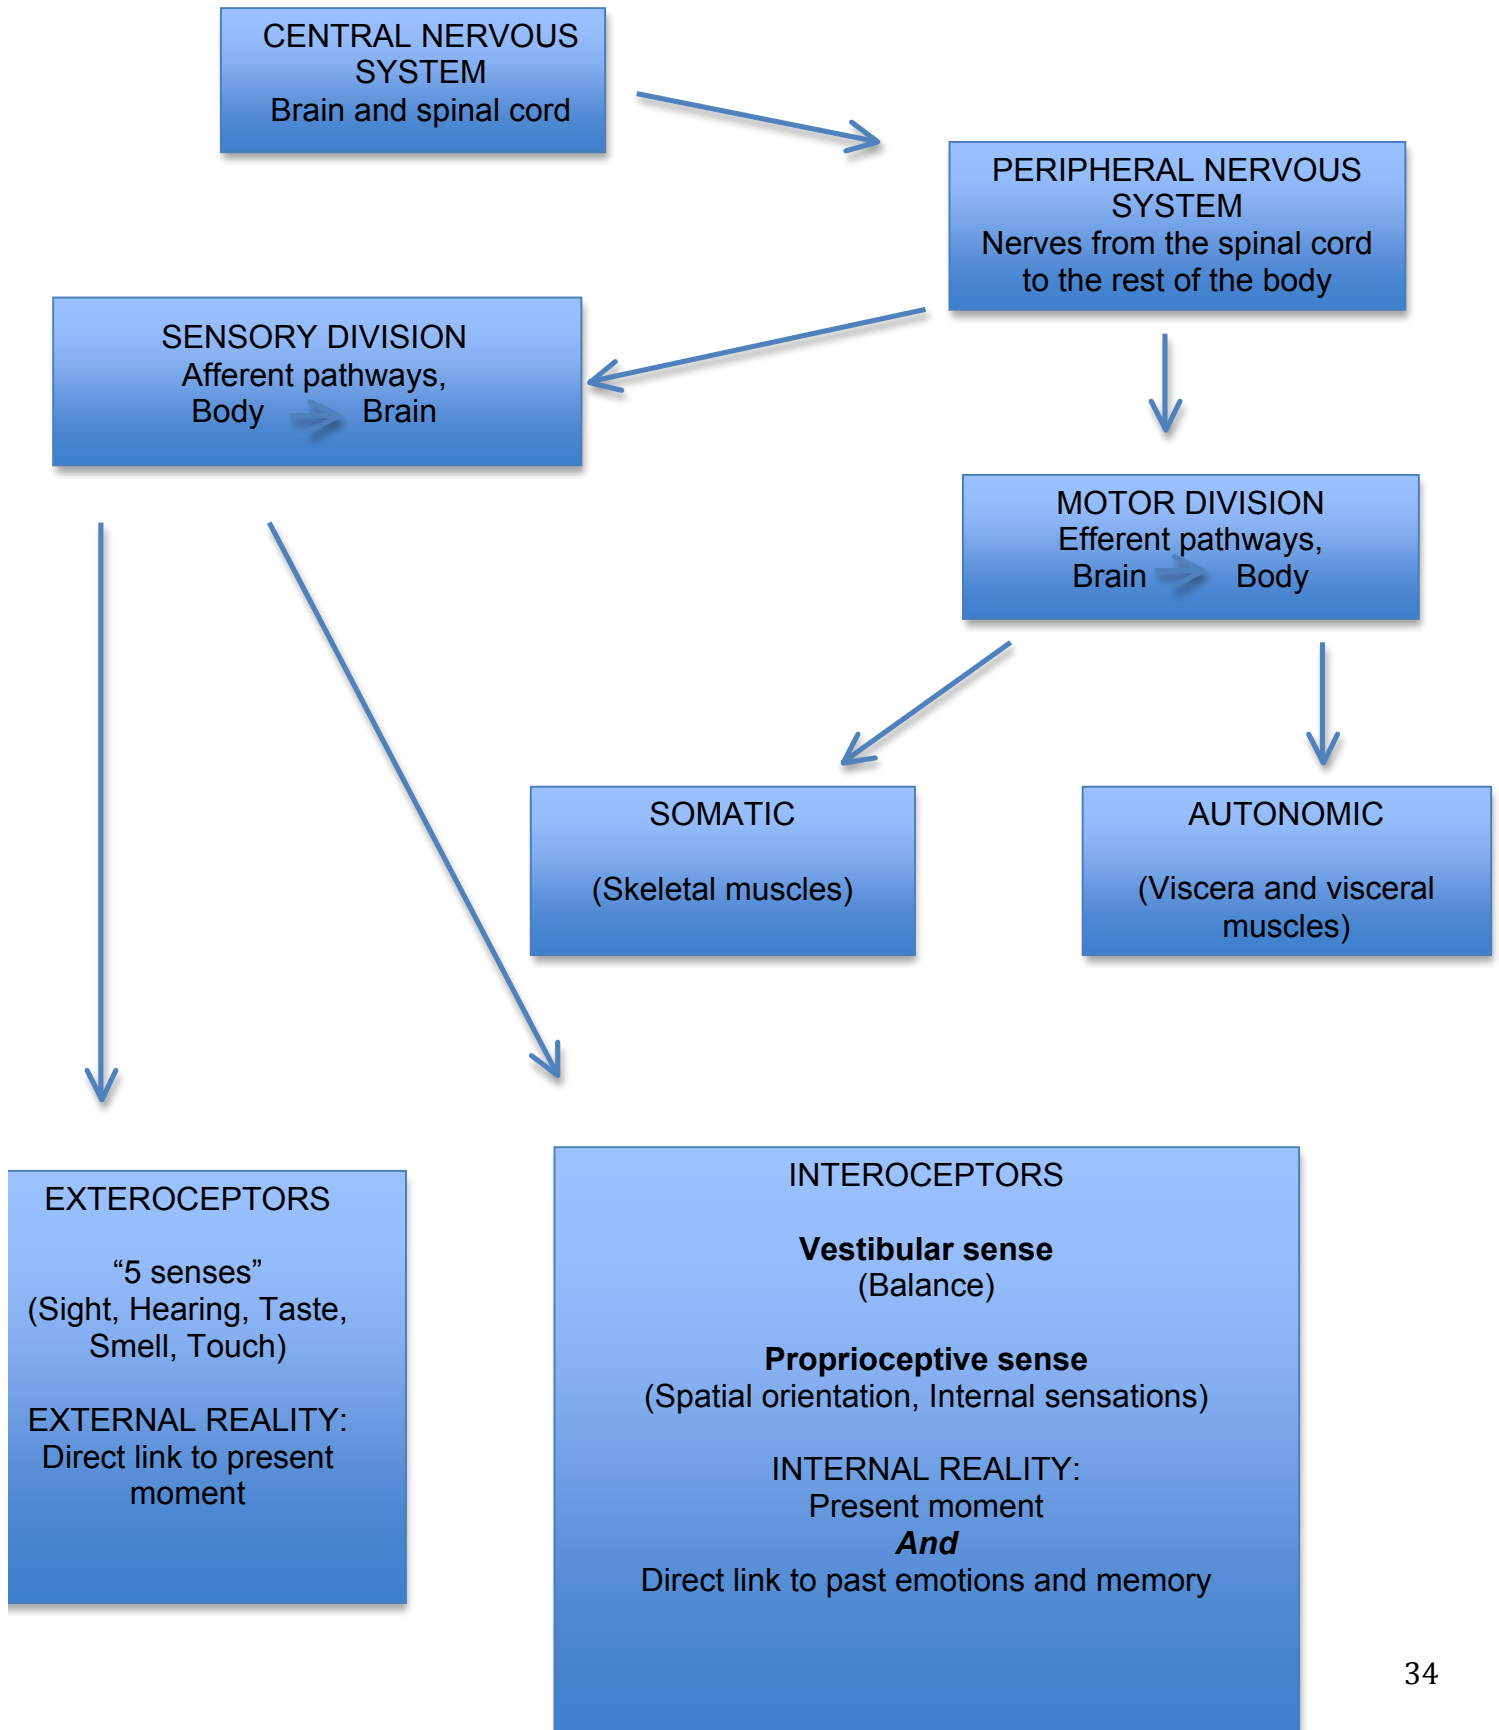 CENTRAL NERVOUS
SYSTEM
Brain and spinal cord
PERIPHERAL NERVOUS
SYSTEM
Nerves from the spinal cord
to the rest of the body
SENSORY DIVISION
Afferent pathways,
Body Brain
MOTOR DIVISION
Efferent pathways,
Brain Body
SOMATIC
(Skeletal muscles)
AUTONOMIC
(Viscera and visceral
muscles)
EXTEROCEPTORS
“5 senses”
(Sight, Hearing, Taste,
Smell, Touch)
EXTERNAL REALITY:
Direct link to present
moment
INTEROCEPTORS
Vestibular sense
(Balance)
Proprioceptive sense
(Spatial orientation, Internal sensations)
INTERNAL REALITY:
Present moment
And
Direct link to past emotions and memory
34